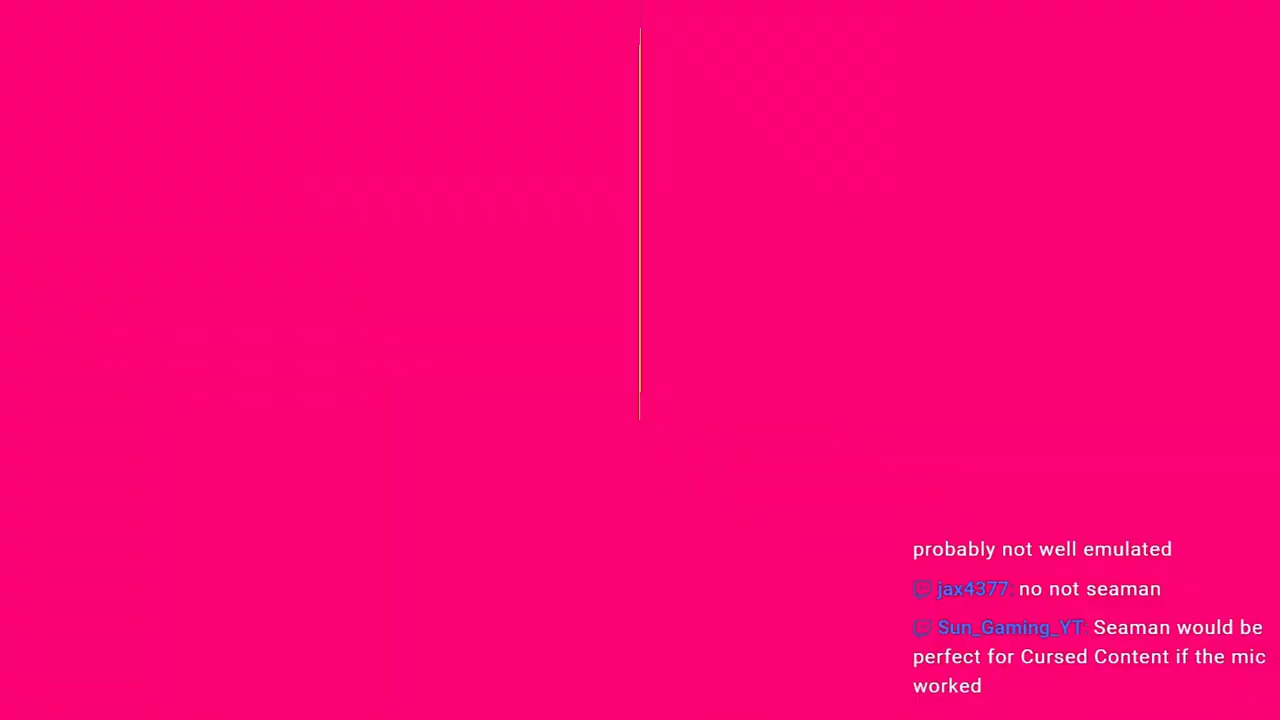 probably not well emulated
jax4377: no not seaman
Sun_Gaming_YT: Seaman would be
perfect for Cursed Content if the mic
worked